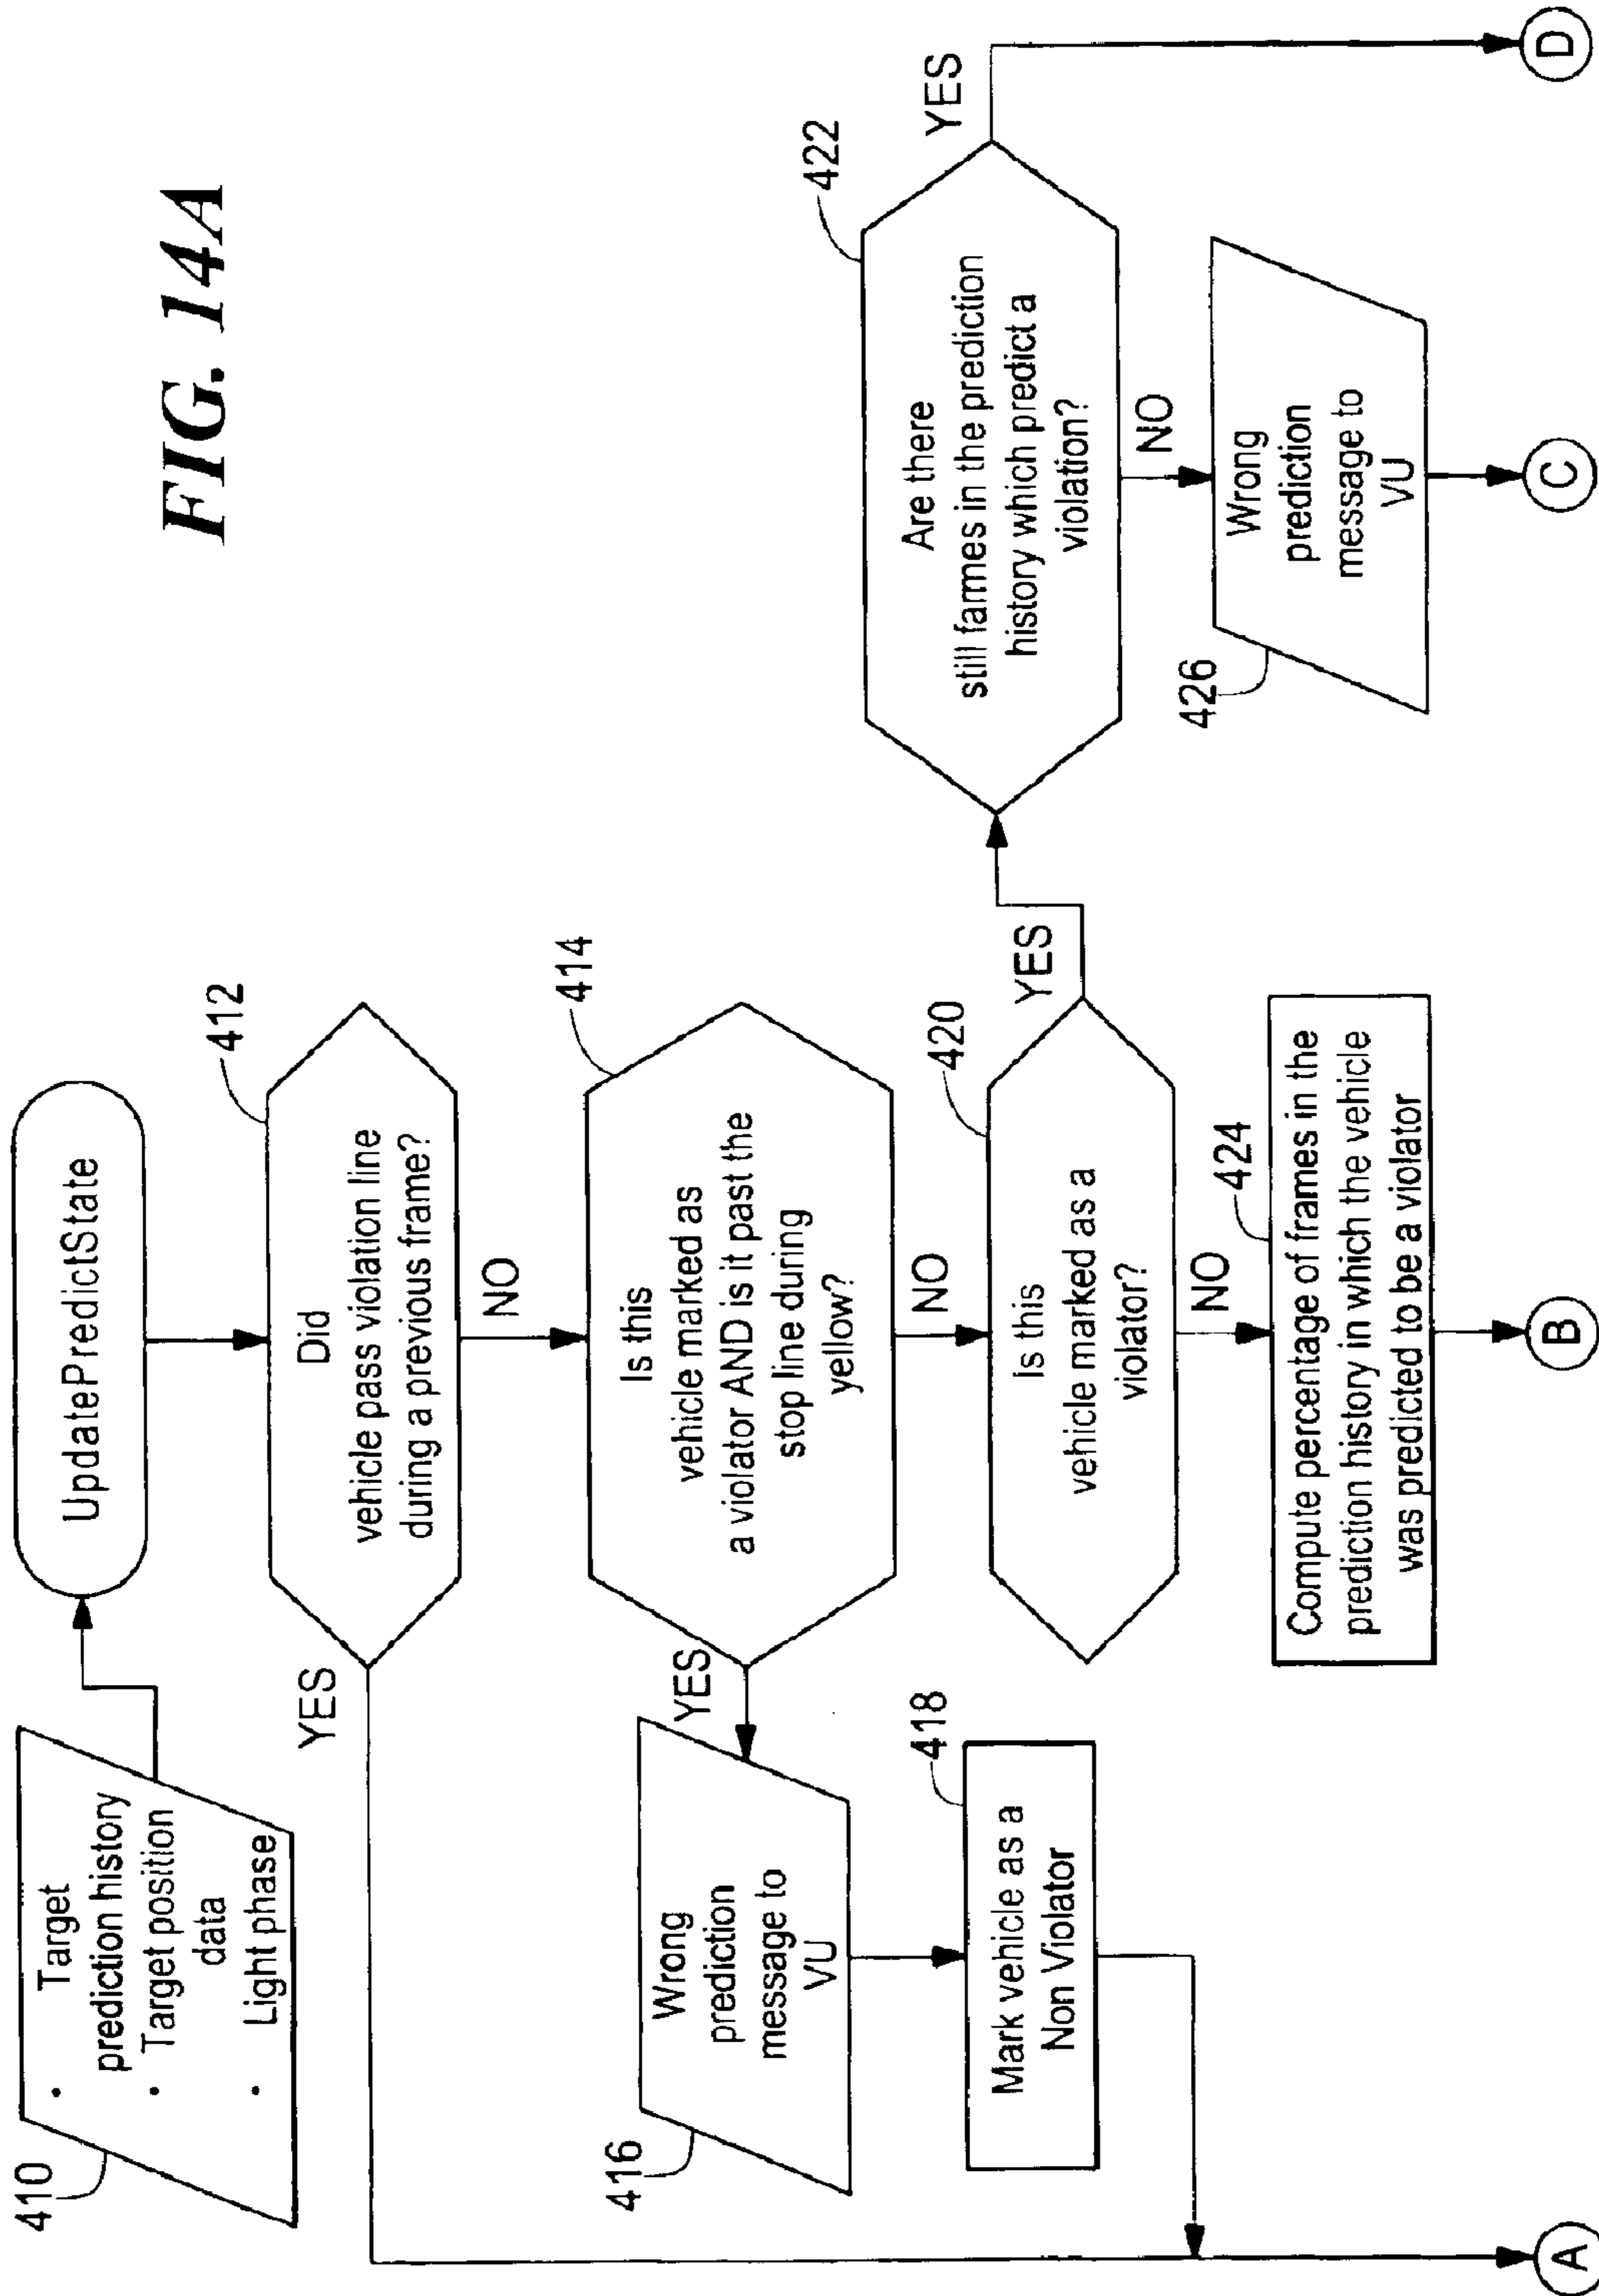 FIG. 14A
410
• Target
prediction history
• Target position
data
• Light phase
UpdatePredictState
412
Did
vehicle pass violation line
during a previous frame?
YES
NO
414
Is this
vehicle marked as
a violator AND is it past the
stop line during
yellow?
YES
NO
416
Wrong
prediction
message to
VU
418
Mark vehicle as a
Non Violator
420
Is this
vehicle marked as a
violator?
YES
NO
422
Are there
still farmes in the prediction
history which predict a
violation?
YES
NO
424
Compute percentage of frames in the
prediction history in which the vehicle
was predicted to be a violator
426
Wrong
prediction
message to
VU
A
B
C
D